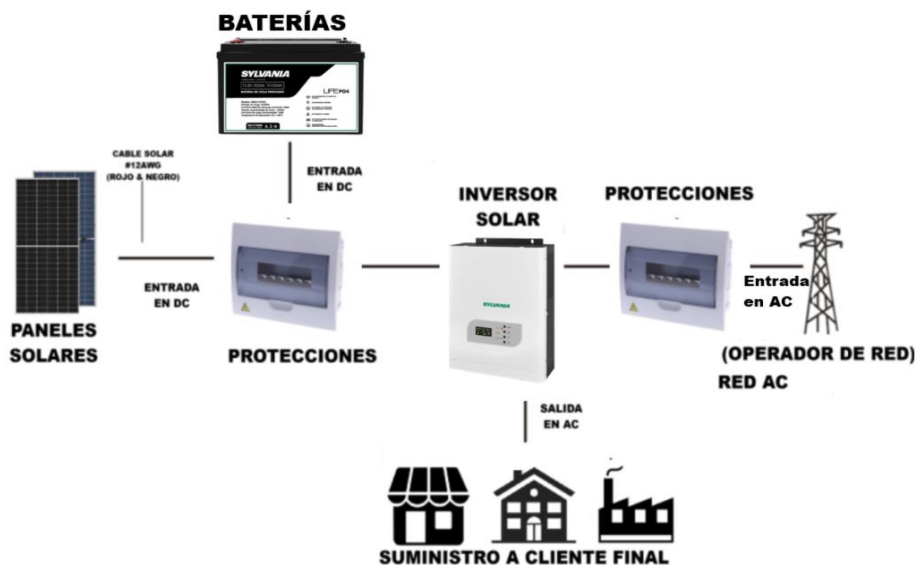 BATERÍAS
SYLVANIA
LIFEPO4
CABLE SOLAR
#12AWG
(ROJO & NEGRO)
ENTRADA
EN DC
INVERSOR
SOLAR
PROTECCIONES
SYLVANIA
ENTRADA
EN DC
Entrada
en AC
PANELES
SOLARES
PROTECCIONES
(OPERADOR DE RED)
RED AC
SALIDA
EN AC
SUMINISTRO A CLIENTE FINAL